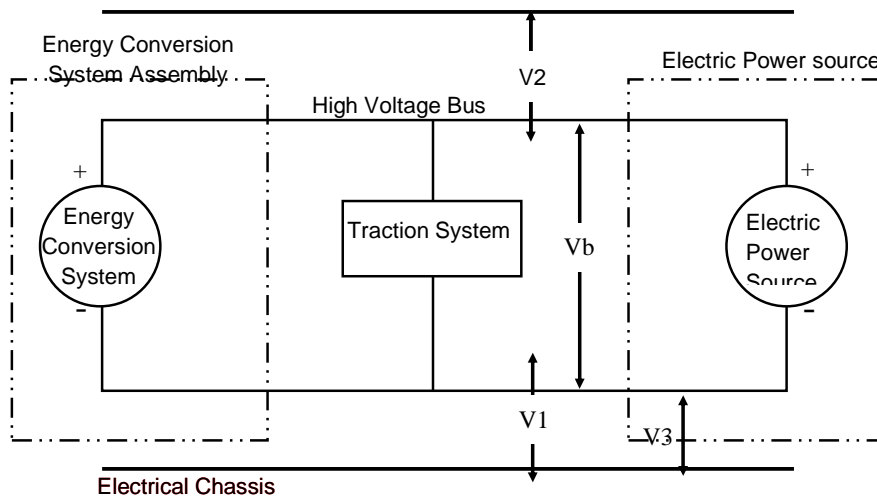 Energy Conversion
System Assembly
Electric Power source
V2
High Voltage Bus
+
+
Energy
Conversion
System
Traction System
Vb
Electric
Power
Source
-
-
V1
V3
Electrical Chassis